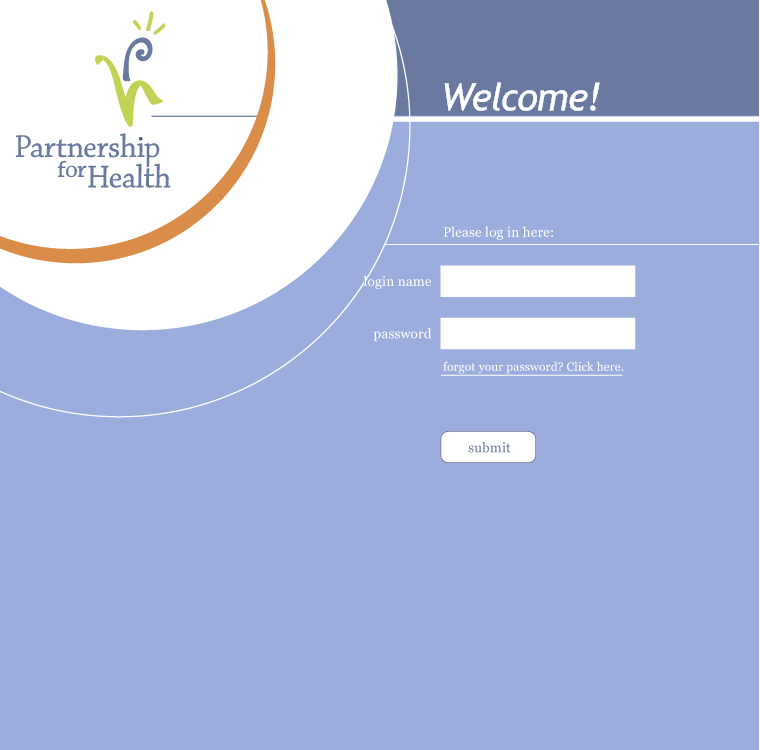 Partnership
for Health
Welcome!
Please log in here:
login name
password
forgot your password? Click here.
submit